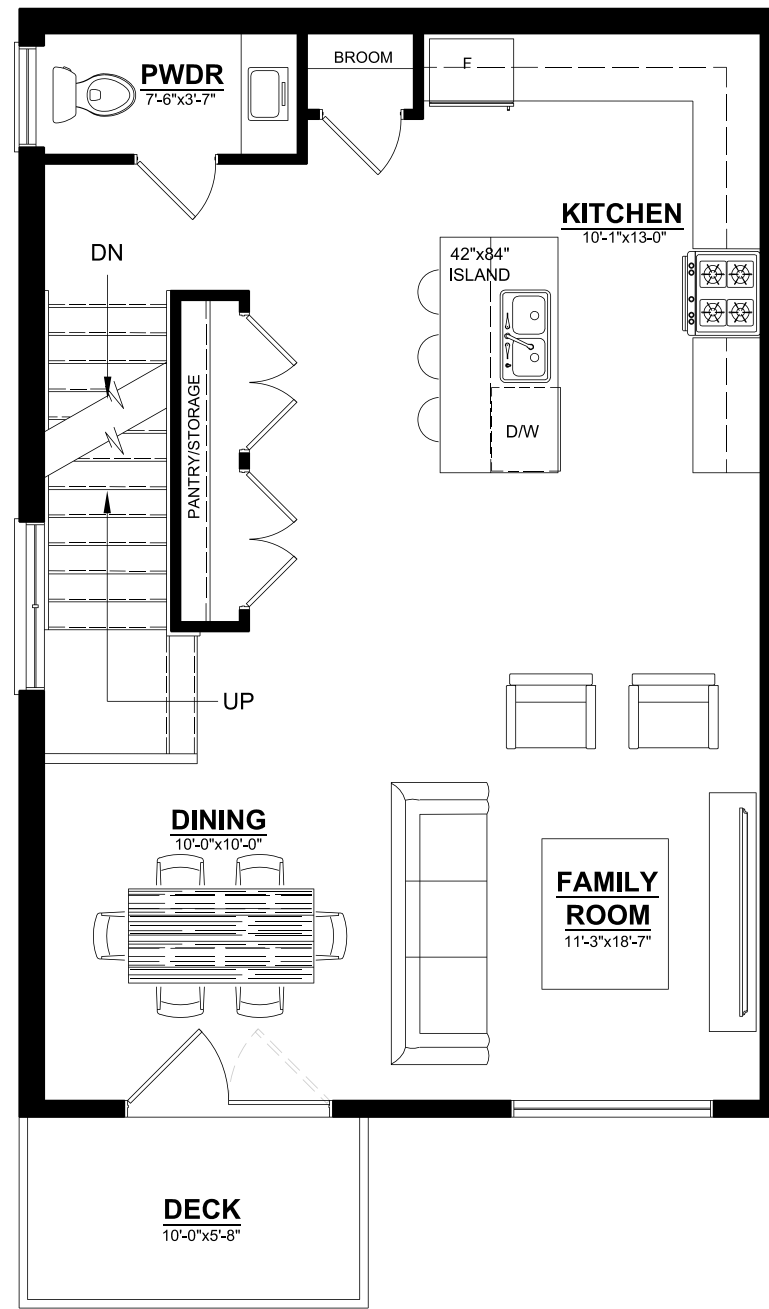 PWDR
7'-6"x3'-7"
BROOM
F
KITCHEN
10'-1"x13-0"
DN
42"x84"
ISLAND
PANTRY/STORAGE
D/W
UP
DINING
10'-0"x10'-0"
FAMILY
ROOM
11'-3"x18'-7"
DECK
10'-0"x5'-8"